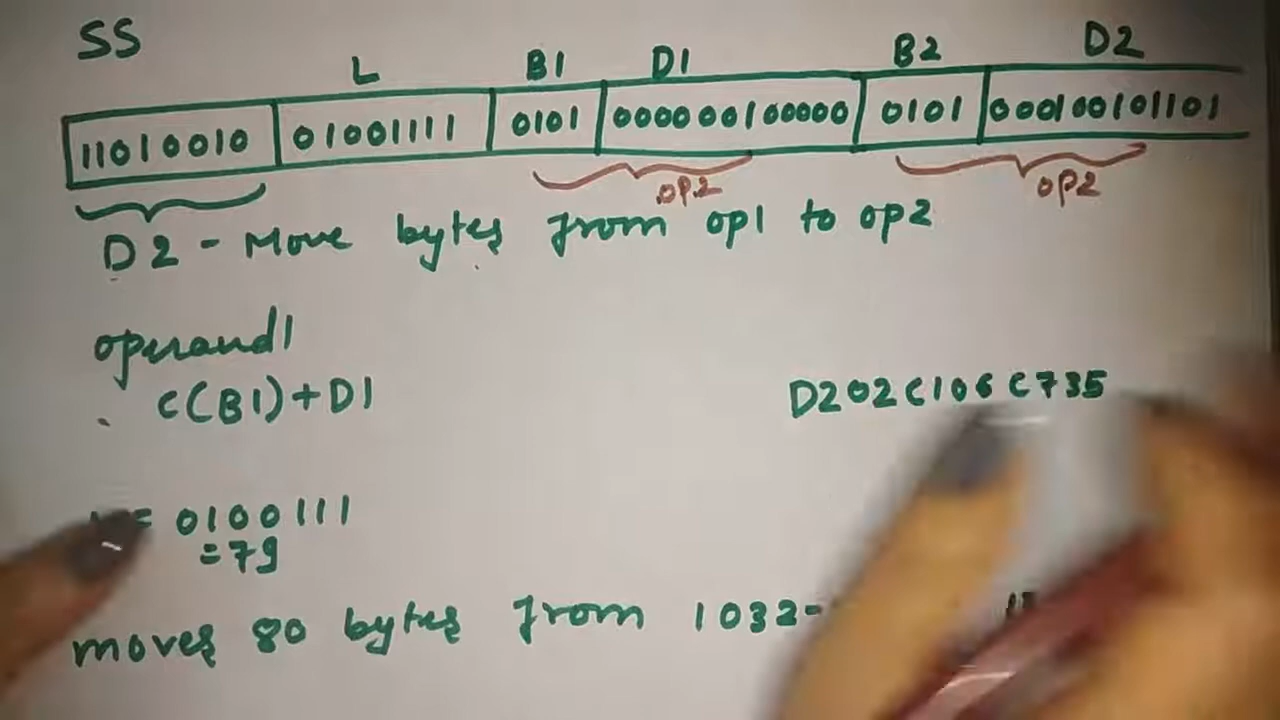 SS
L B1 D1 B2 D2
11010010 01001111 0101 000000100000 0101 000100101101
op2 op2
D2 - Move bytes from op1 to op2
operand1
C(B1)+D1
D202C106C735
= 0100111
=79
moves 80 bytes from 1032-